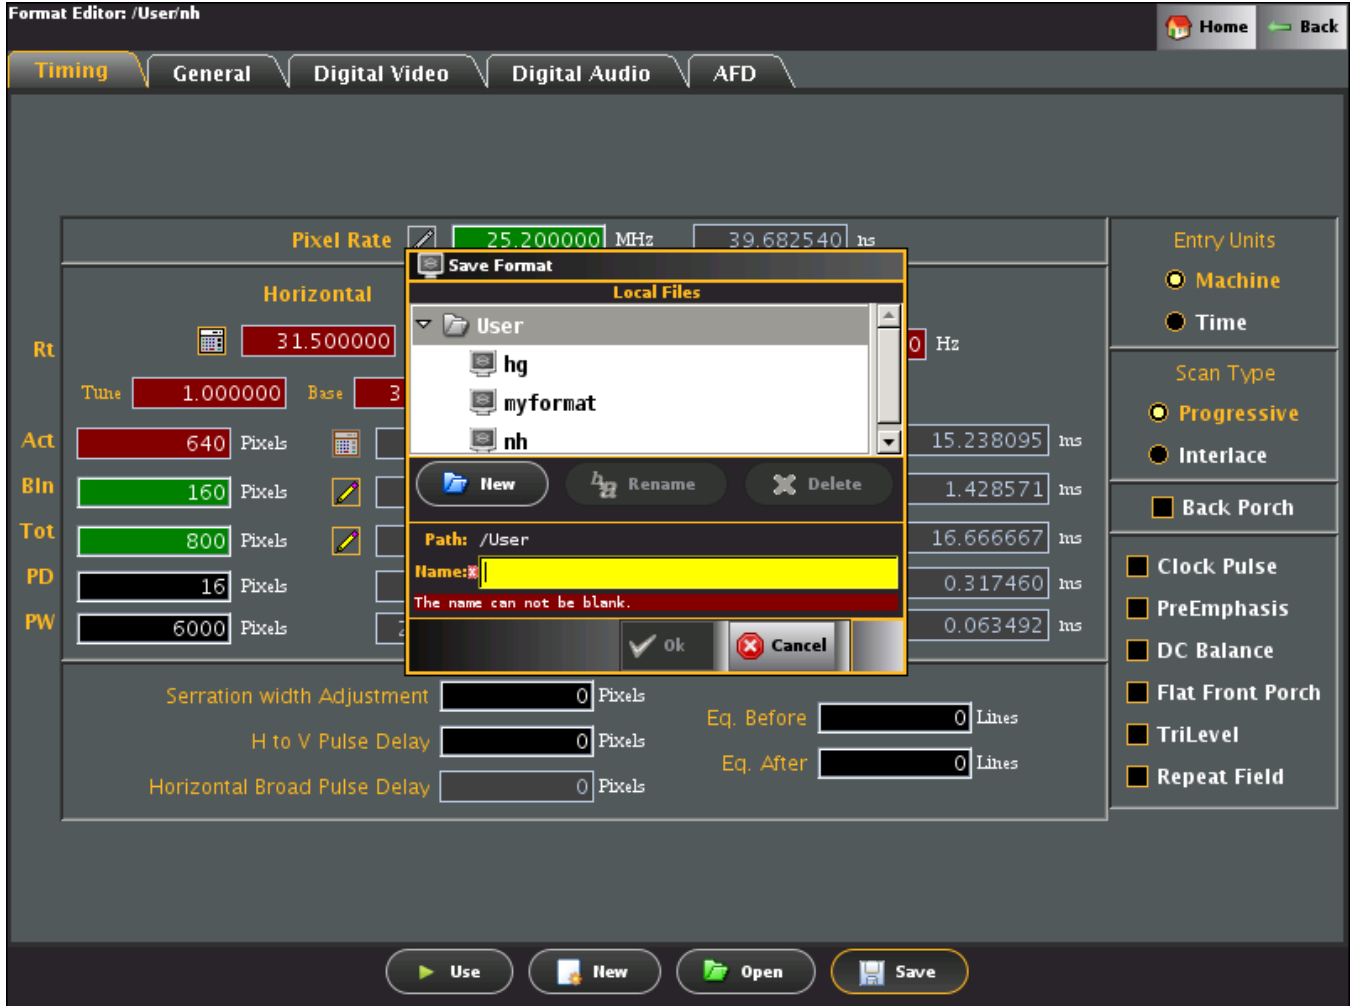 Format Editor: /User/nh
Home
Back
Timing
General
Digital Video
Digital Audio
AFD
Pixel Rate 25.200000 MHz 39.682540 ns
Entry Units
Machine
Time
Horizontal
Rt 31.500000
Hz
Tune 1.000000 Base 3
Act 640 Pixels
15.238095 ms
Bln 160 Pixels
1.428571 ms
Tot 800 Pixels
16.666667 ms
PD 16 Pixels
0.317460 ms
PW 6000 Pixels
0.063492 ms
Save Format
Local Files
User
hg
myformat
nh
New
Rename
Delete
Path: /User
Name:
The name can not be blank.
Ok
Cancel
Scan Type
Progressive
Interlace
Back Porch
Clock Pulse
PreEmphasis
DC Balance
Flat Front Porch
TriLevel
Repeat Field
Serration width Adjustment 0 Pixels
H to V Pulse Delay 0 Pixels
Horizontal Broad Pulse Delay 0 Pixels
Eq. Before 0 Lines
Eq. After 0 Lines
Use
New
Open
Save